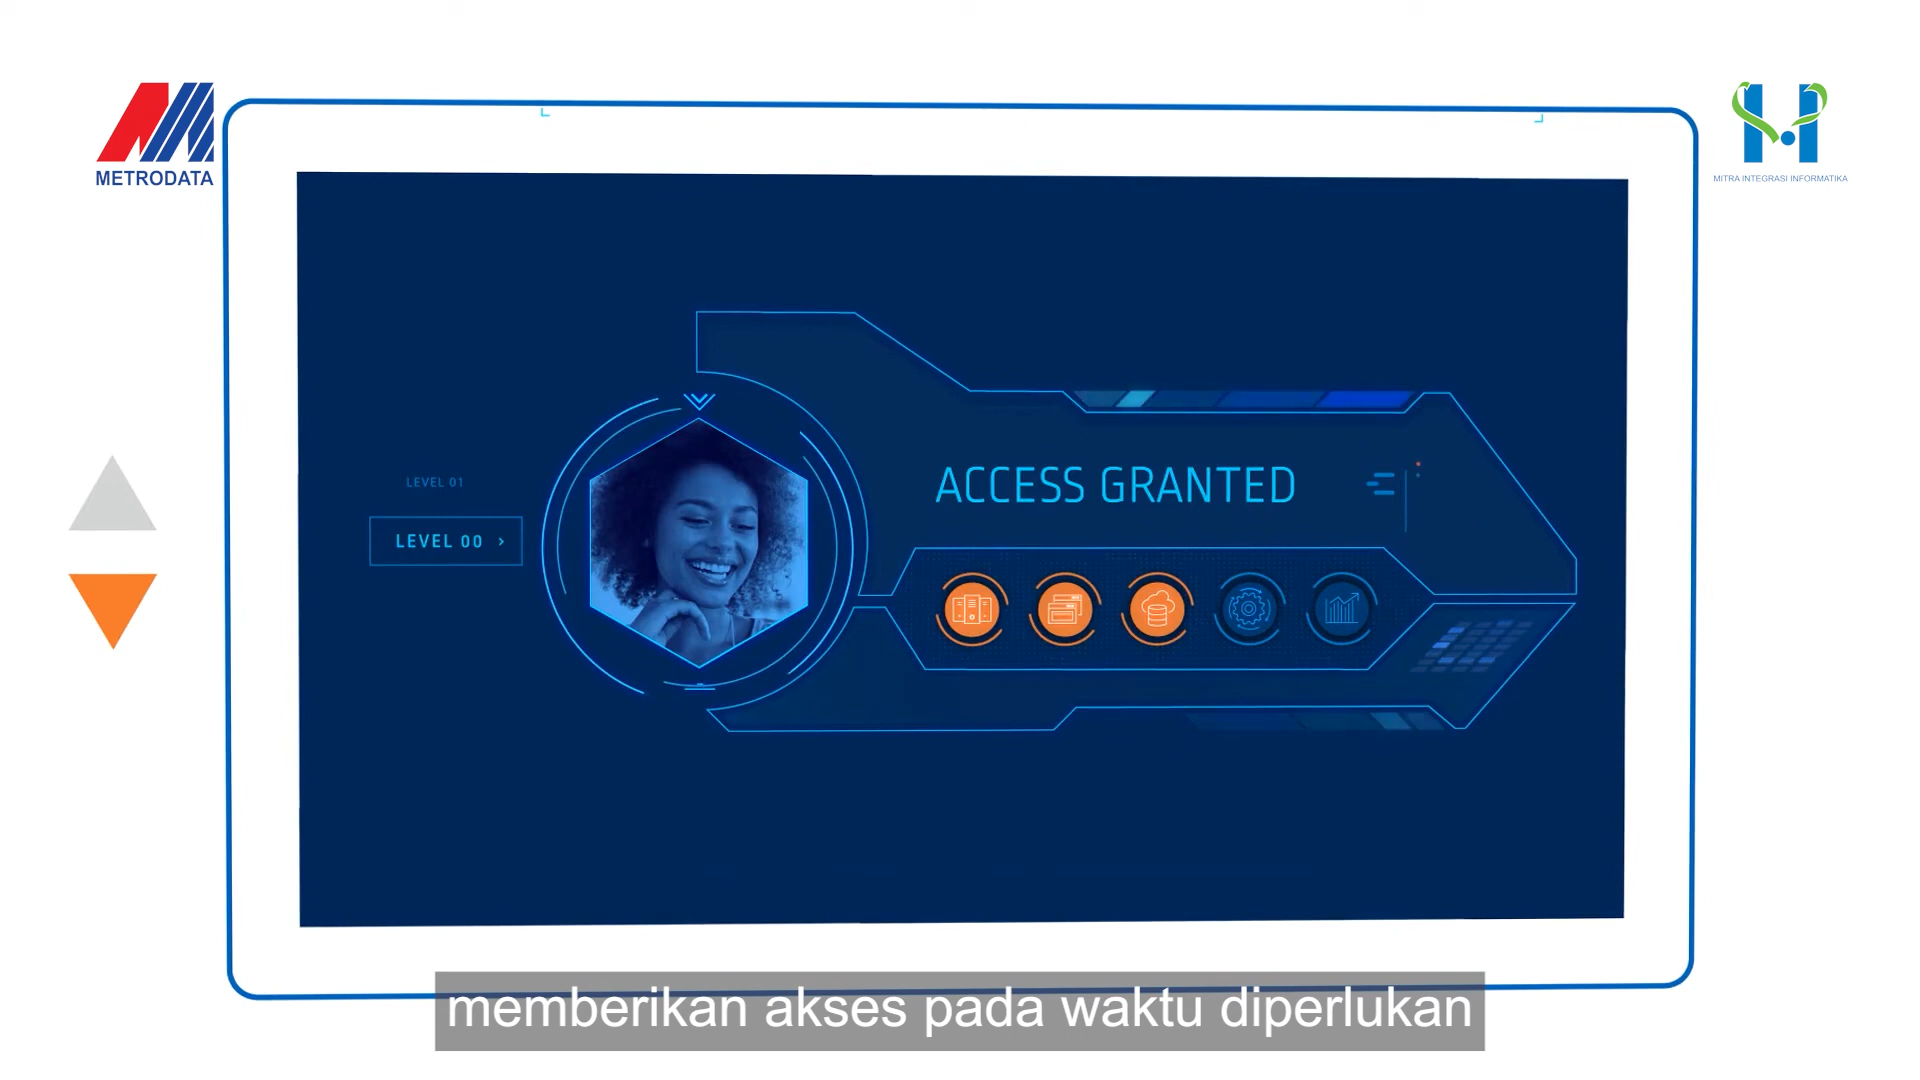 METRODATA
MITRA INTEGRASI INFORMATIKA
LEVEL 01
LEVEL 00 >
ACCESS GRANTED
memberikan akses pada waktu diperlukan